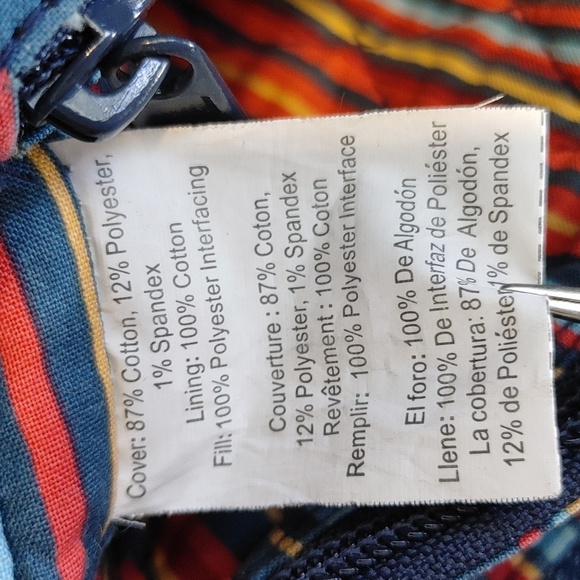 Cover: 87% Cotton, 12% Polyester,
1% Spandex
Lining: 100% Cotton
Fill: 100% Polyester Interfacing
Couverture : 87% Coton,
12% Polyester, 1% Spandex
Revêtement : 100% Coton
Remplir: 100% Polyester Interface
El foro: 100% De Algodón
Llene: 100% De Interfaz de Poliéster
La cobertura: 87% De Algodón,
12% de Poliéster 1% de Spandex